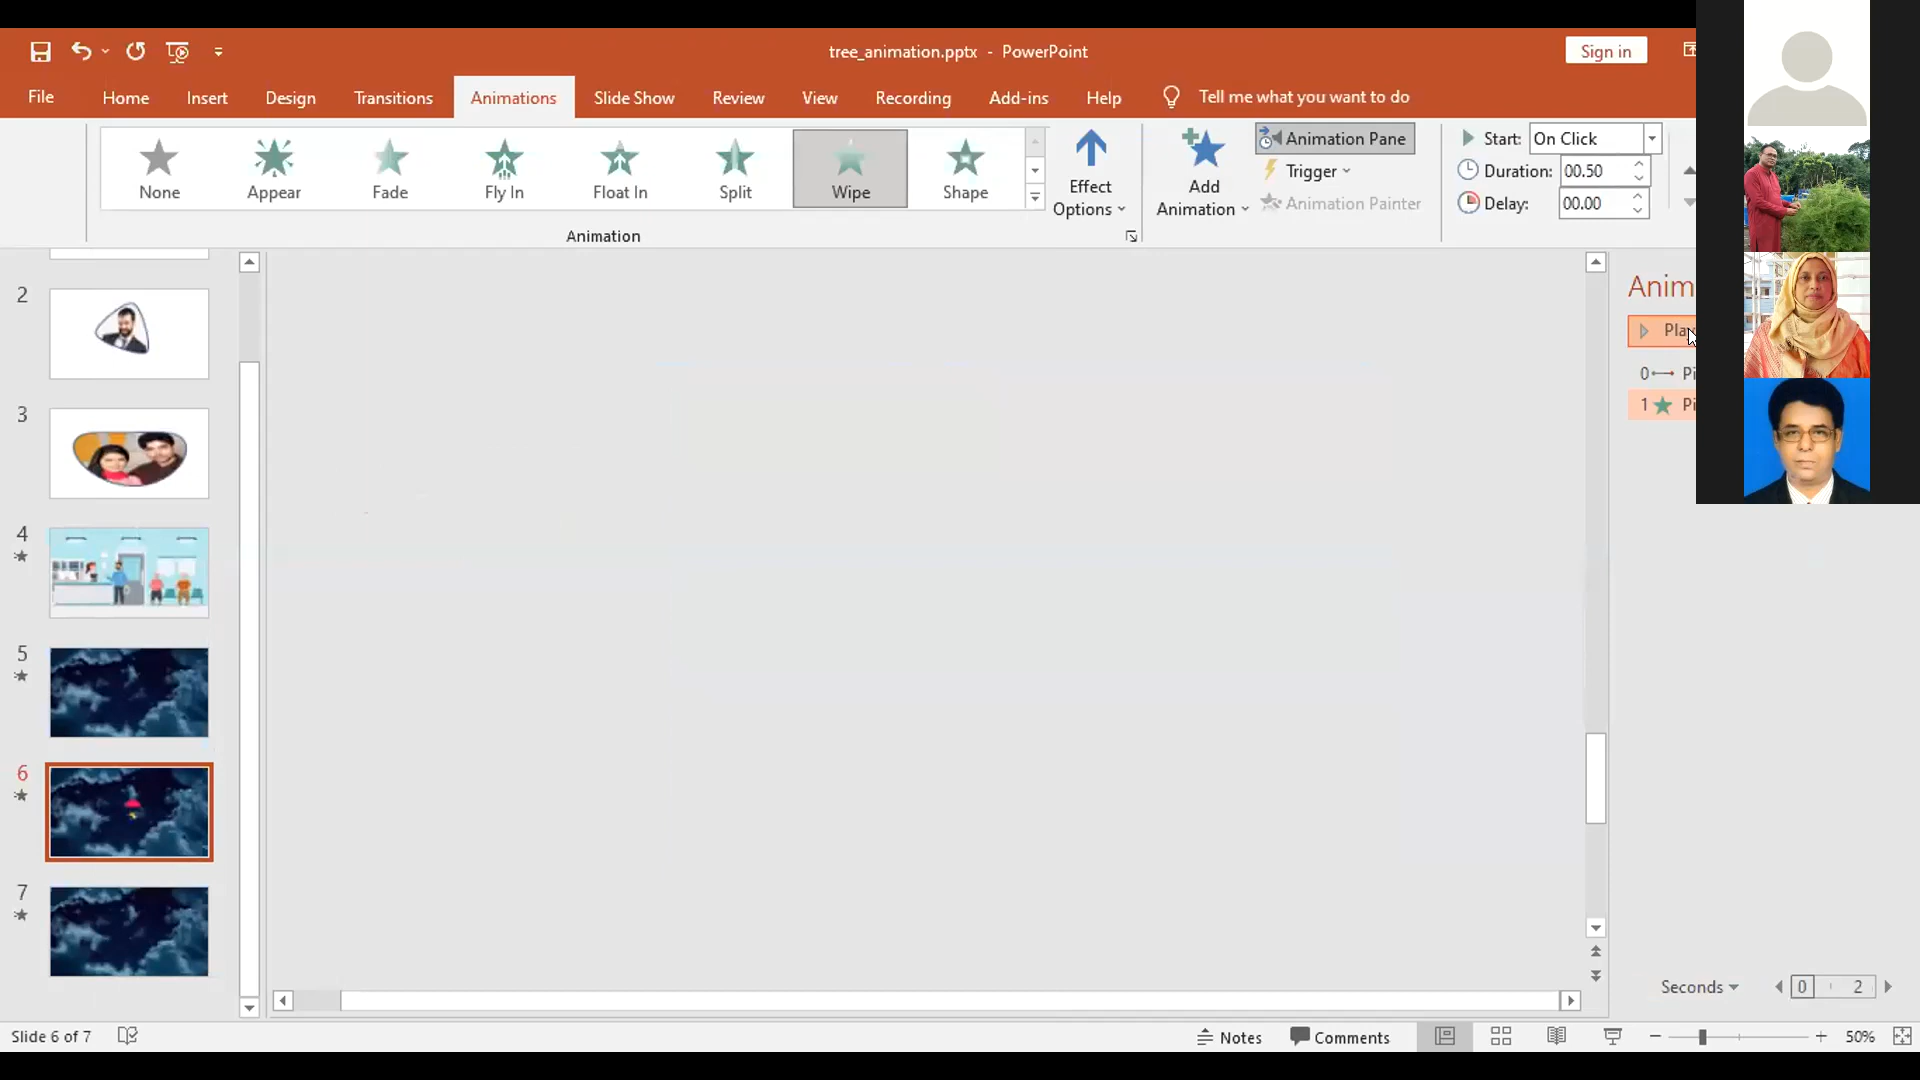 tree_animation.pptx - PowerPoint
Sign in
File Home Insert Design Transitions Animations Slide Show Review View Recording Add-ins Help Tell me what you want to do
None Appear Fade Fly In Float In Split Wipe Shape
Effect Options
Add Animation
Animation Pane
Trigger
Animation Painter
Start: On Click
Duration: 00.50
Delay: 00.00
Animation
2
3
4
5
6
7
Anim
Pla
0 Pi
1 Pi
Seconds 0 2
Slide 6 of 7 Notes Comments 50%